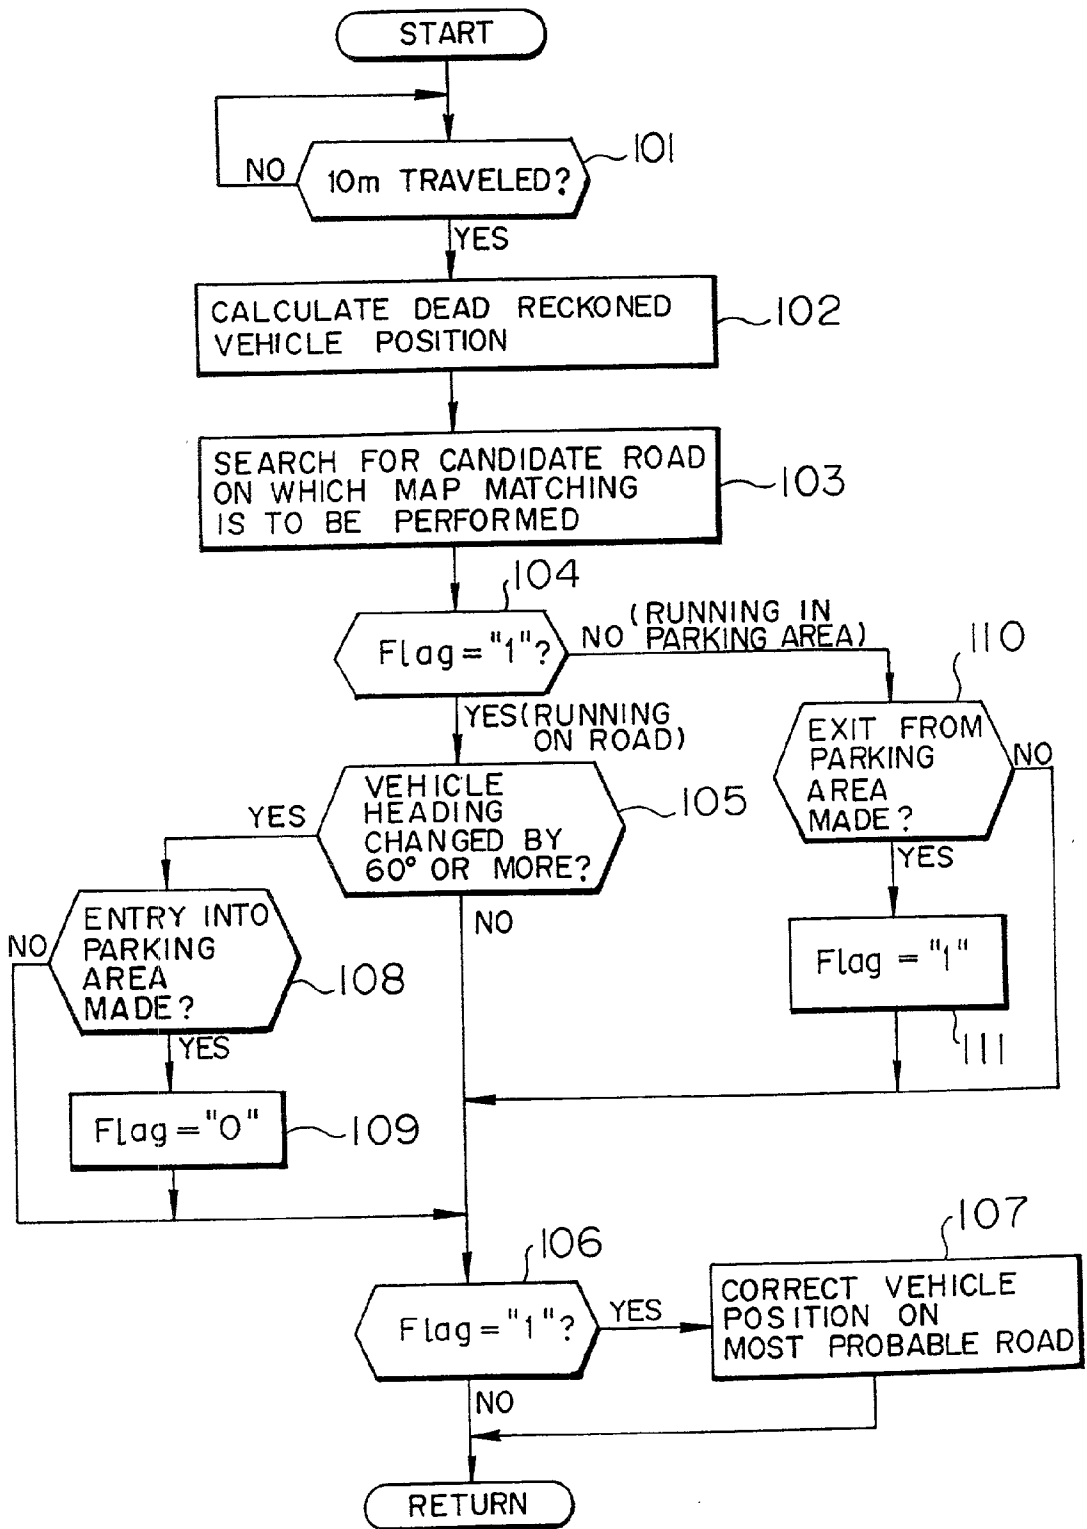 START
101
NO
10m TRAVELED?
YES
CALCULATE DEAD RECKONED
VEHICLE POSITION
102
SEARCH FOR CANDIDATE ROAD
ON WHICH MAP MATCHING
IS TO BE PERFORMED
103
104
Flag="1"?
NO
(RUNNING IN
PARKING AREA)
110
YES(RUNNING
ON ROAD)
EXIT FROM
PARKING
AREA
MADE?
NO
YES
VEHICLE
HEADING
CHANGED BY
60° OR MORE?
105
YES
NO
ENTRY INTO
PARKING
AREA
MADE?
NO
108
YES
Flag = "1"
111
Flag="0"
109
106
Flag="1"?
YES
107
CORRECT VEHICLE
POSITION ON
MOST PROBABLE ROAD
NO
RETURN